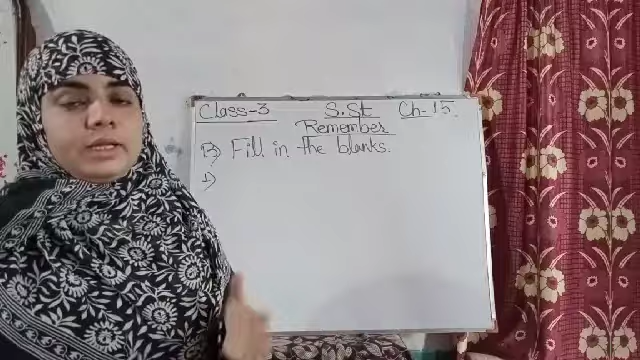 Class-3 S.St Ch-15.
Remember
B) Fill in the blanks.
1)